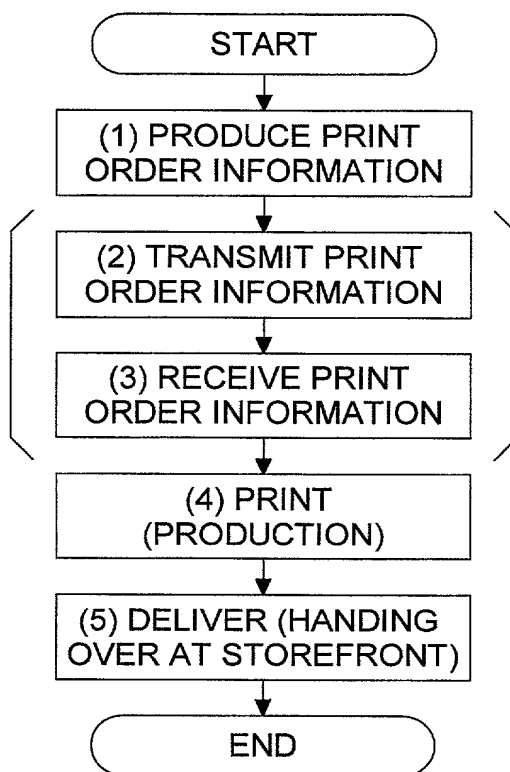 START
(1) PRODUCE PRINT
ORDER INFORMATION
(2) TRANSMIT PRINT
ORDER INFORMATION
(3) RECEIVE PRINT
ORDER INFORMATION
(4) PRINT
(PRODUCTION)
(5) DELIVER (HANDING
OVER AT STOREFRONT)
END